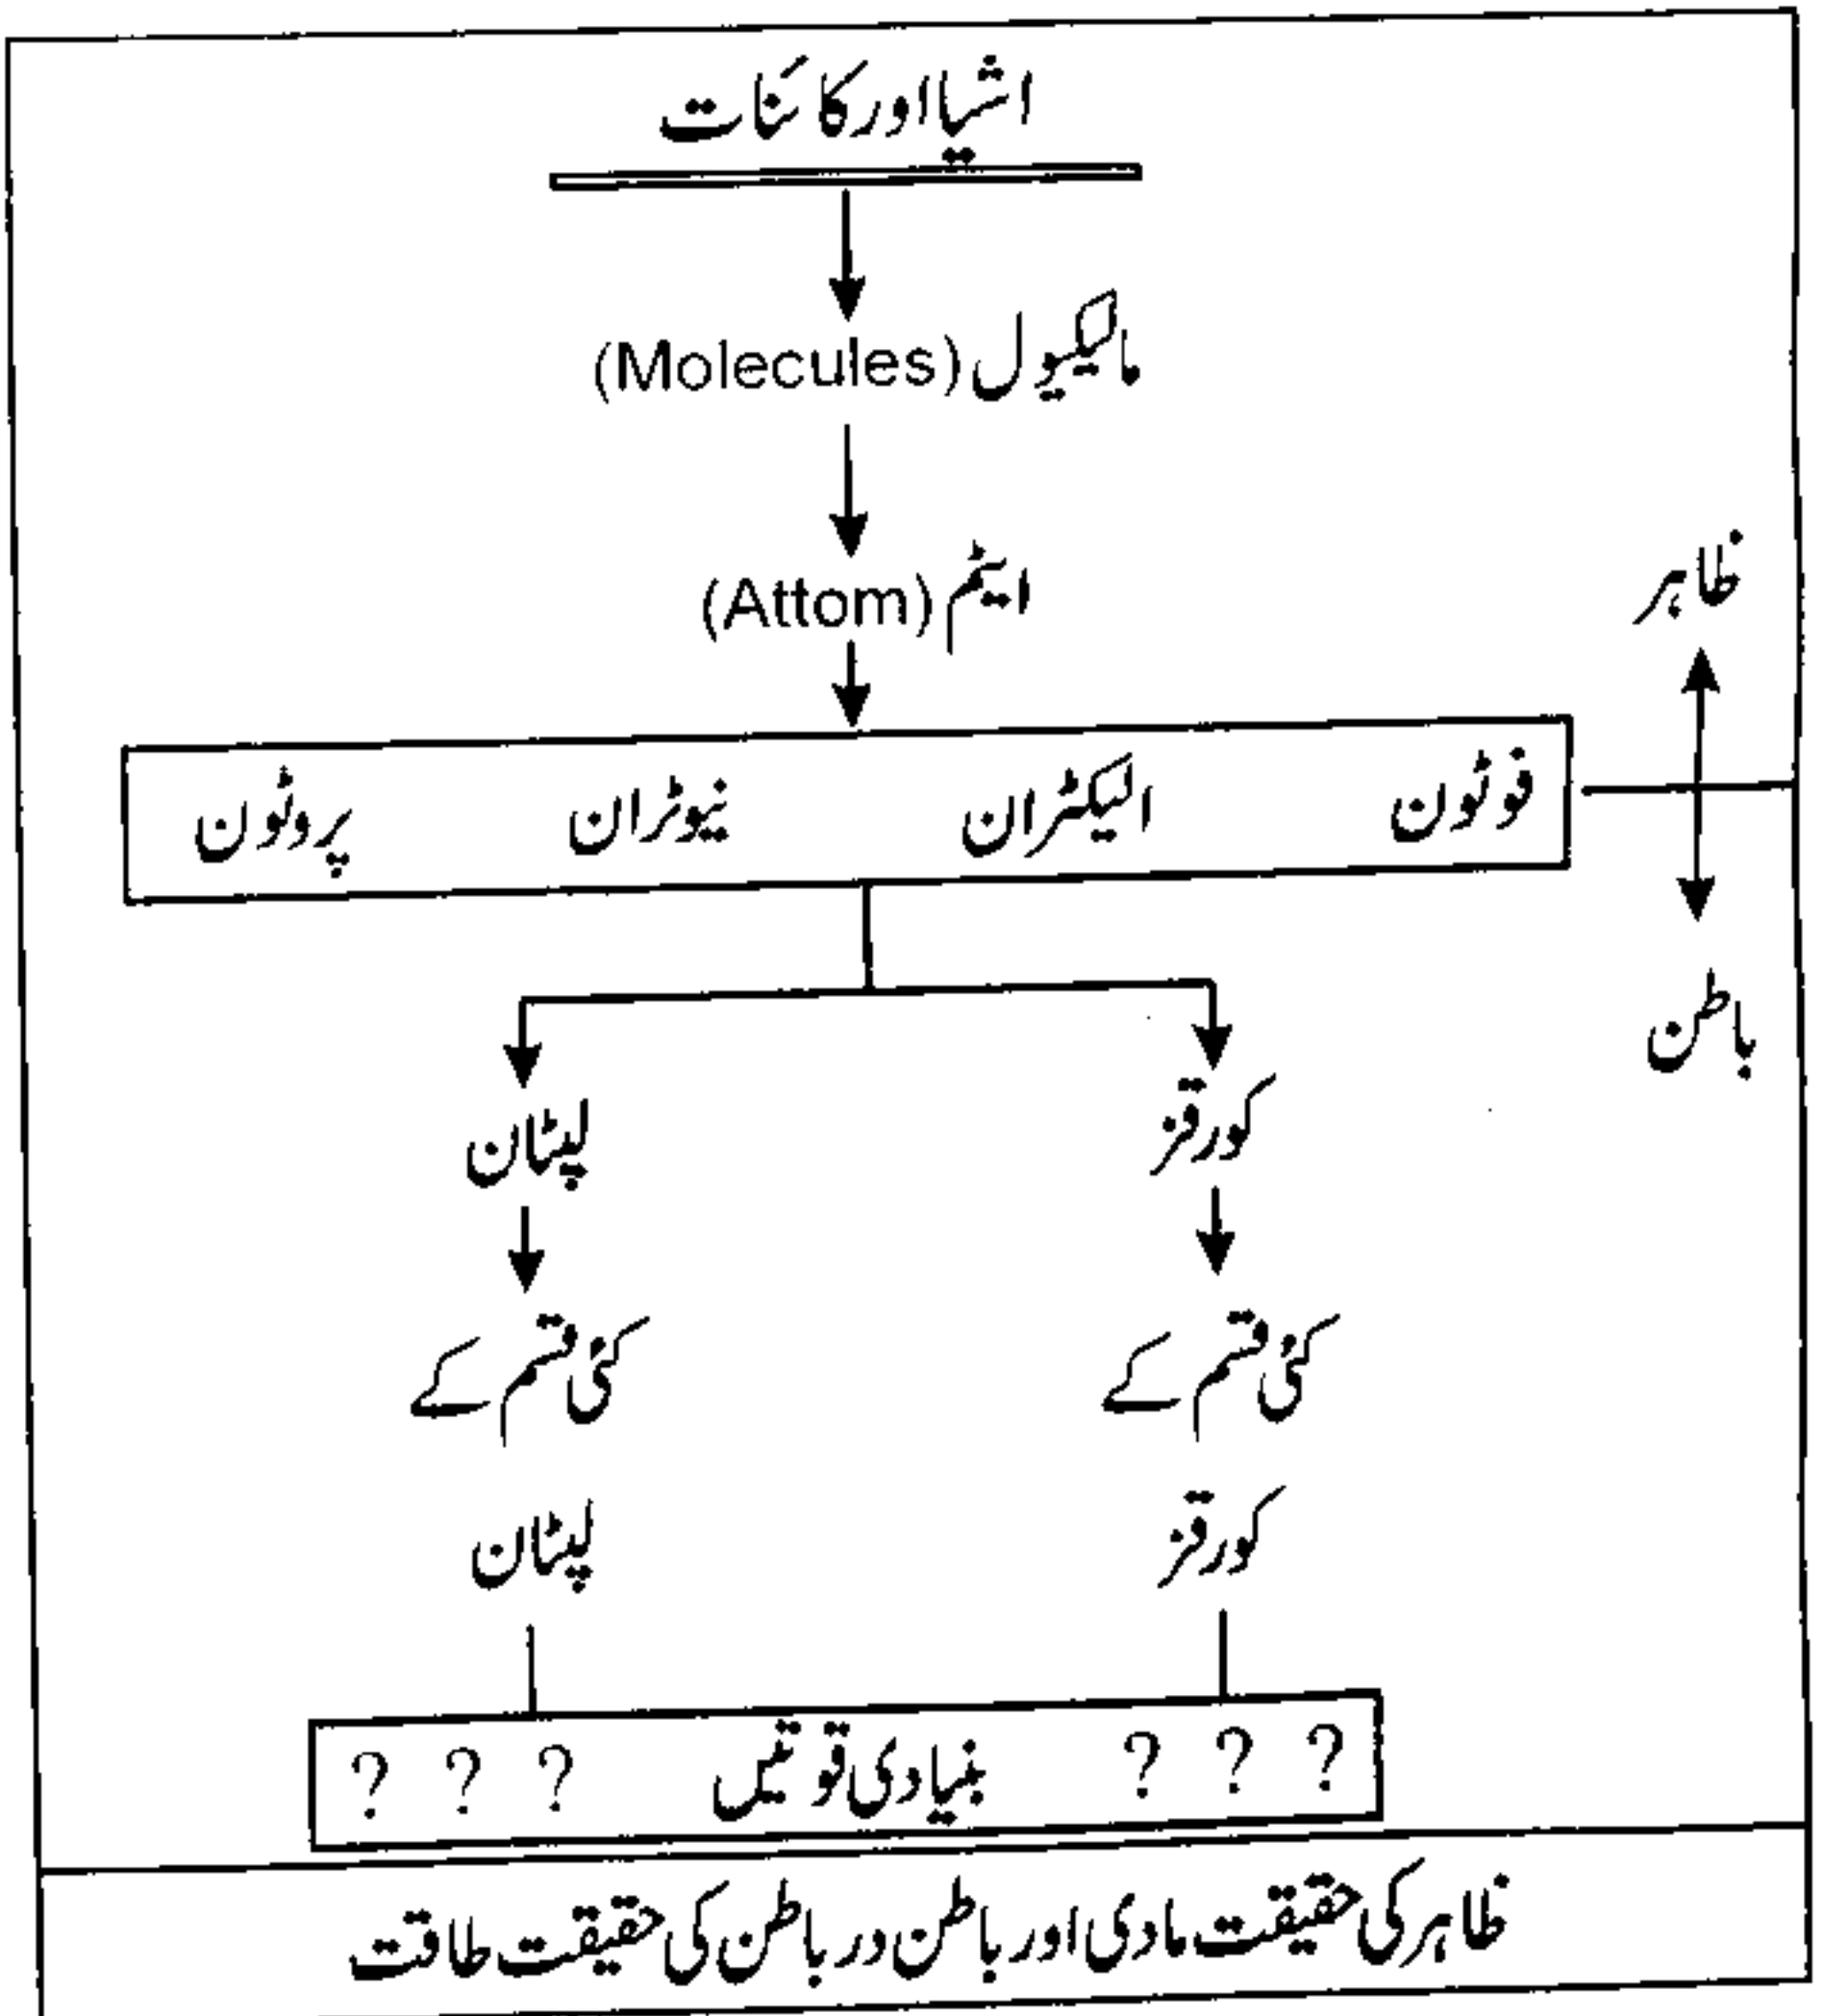 اشیا اور کائنات
مالیکیول (Molecules)
ایٹم (Attom)
ظاہر
فوٹون الیکٹران نیوٹران پروٹون
باطن
کورقز لپٹان
کئی قسم کے کئی قسم کے
کورقز لپٹان
? ? ? بنیادی قوتیں ? ? ?
ظاہر کی حقیقت مادی اور باطن در باطن کی حقیقت طاقت